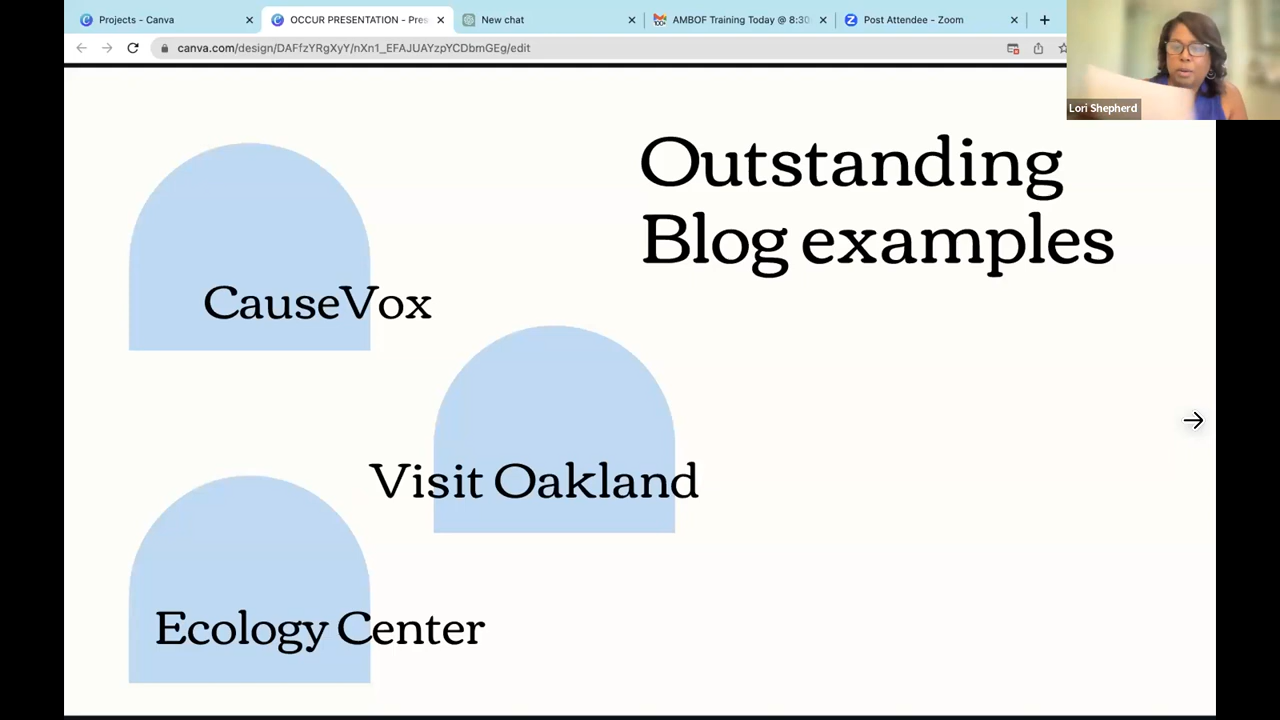 Projects - Canva
OCCUR PRESENTATION - Pres
New chat
AMBOF Training Today @ 8:30
Post Attendee - Zoom
canva.com/design/DAFfzYRgXyY/nXn1_EFAJUAYzpYCDbmGEg/edit
Lori Shepherd
Outstanding
Blog examples
CauseVox
Visit Oakland
Ecology Center